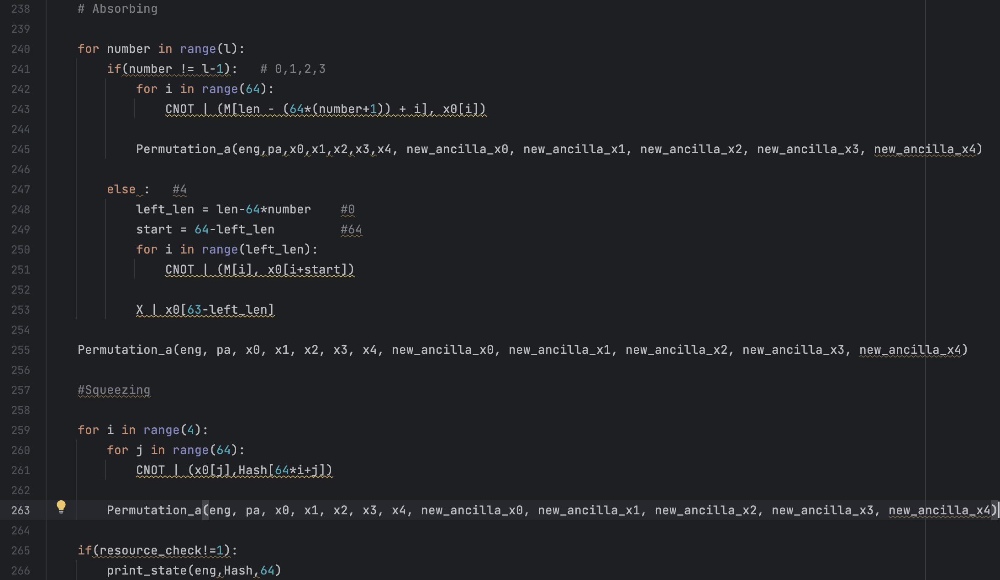 238 # Absorbing
239
240 for number in range(l):
241 if(number != l-1): # 0,1,2,3
242 for i in range(64):
243 CNOT | (M[len - (64*(number+1)) + i], x0[i])
244
245 Permutation_a(eng,pa,x0,x1,x2,x3,x4, new_ancilla_x0, new_ancilla_x1, new_ancilla_x2, new_ancilla_x3, new_ancilla_x4)
246
247 else : #4
248 left_len = len-64*number #0
249 start = 64-left_len #64
250 for i in range(left_len):
251 CNOT | (M[i], x0[i+start])
252
253 X | x0[63-left_len]
254
255 Permutation_a(eng, pa, x0, x1, x2, x3, x4, new_ancilla_x0, new_ancilla_x1, new_ancilla_x2, new_ancilla_x3, new_ancilla_x4)
256
257 #Squeezing
258
259 for i in range(4):
260 for j in range(64):
261 CNOT | (x0[j],Hash[64*i+j])
262
263 Permutation_a(eng, pa, x0, x1, x2, x3, x4, new_ancilla_x0, new_ancilla_x1, new_ancilla_x2, new_ancilla_x3, new_ancilla_x4)
264
265 if(resource_check!=1):
266 print_state(eng,Hash,64)